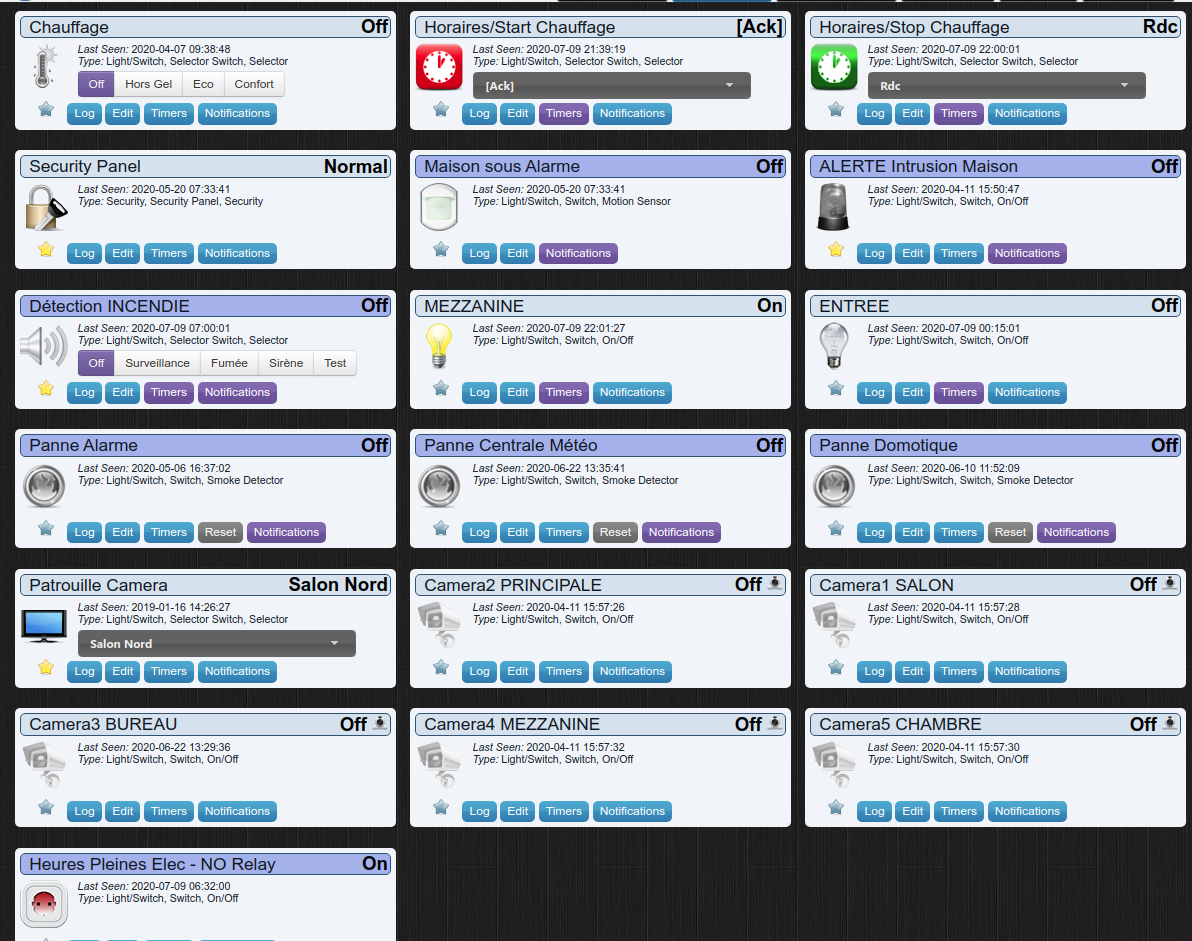 Chauffage Off
Last Seen: 2020-04-07 09:38:48
Type: Light/Switch, Selector Switch, Selector
Off Hors Gel Eco Confort
Log Edit Timers Notifications
Horaires/Start Chauffage [Ack]
Last Seen: 2020-07-09 21:39:19
Type: Light/Switch, Selector Switch, Selector
[Ack]
Log Edit Timers Notifications
Horaires/Stop Chauffage Rdc
Last Seen: 2020-07-09 22:00:01
Type: Light/Switch, Selector Switch, Selector
Rdc
Log Edit Timers Notifications
Security Panel Normal
Last Seen: 2020-05-20 07:33:41
Type: Security, Security Panel, Security
Log Edit Timers Notifications
Maison sous Alarme Off
Last Seen: 2020-05-20 07:33:41
Type: Light/Switch, Switch, Motion Sensor
Log Edit Notifications
ALERTE Intrusion Maison Off
Last Seen: 2020-04-11 15:50:47
Type: Light/Switch, Switch, On/Off
Log Edit Timers Notifications
Détection INCENDIE Off
Last Seen: 2020-07-09 07:00:01
Type: Light/Switch, Selector Switch, Selector
Off Surveillance Fumée Sirène Test
Log Edit Timers Notifications
MEZZANINE On
Last Seen: 2020-07-09 22:01:27
Type: Light/Switch, Switch, On/Off
Log Edit Timers Notifications
ENTREE Off
Last Seen: 2020-07-09 00:15:01
Type: Light/Switch, Switch, On/Off
Log Edit Timers Notifications
Panne Alarme Off
Last Seen: 2020-05-06 16:37:02
Type: Light/Switch, Switch, Smoke Detector
Log Edit Timers Reset Notifications
Panne Centrale Météo Off
Last Seen: 2020-06-22 13:35:41
Type: Light/Switch, Switch, Smoke Detector
Log Edit Timers Reset Notifications
Panne Domotique Off
Last Seen: 2020-06-10 11:52:09
Type: Light/Switch, Switch, Smoke Detector
Log Edit Timers Reset Notifications
Patrouille Camera Salon Nord
Last Seen: 2019-01-16 14:26:27
Type: Light/Switch, Selector Switch, Selector
Salon Nord
Log Edit Timers Notifications
Camera2 PRINCIPALE Off
Last Seen: 2020-04-11 15:57:26
Type: Light/Switch, Switch, On/Off
Log Edit Timers Notifications
Camera1 SALON Off
Last Seen: 2020-04-11 15:57:28
Type: Light/Switch, Switch, On/Off
Log Edit Timers Notifications
Camera3 BUREAU Off
Last Seen: 2020-06-22 13:29:36
Type: Light/Switch, Switch, On/Off
Log Edit Timers Notifications
Camera4 MEZZANINE Off
Last Seen: 2020-04-11 15:57:32
Type: Light/Switch, Switch, On/Off
Log Edit Timers Notifications
Camera5 CHAMBRE Off
Last Seen: 2020-04-11 15:57:30
Type: Light/Switch, Switch, On/Off
Log Edit Timers Notifications
Heures Pleines Elec - NO Relay On
Last Seen: 2020-07-09 06:32:00
Type: Light/Switch, Switch, On/Off